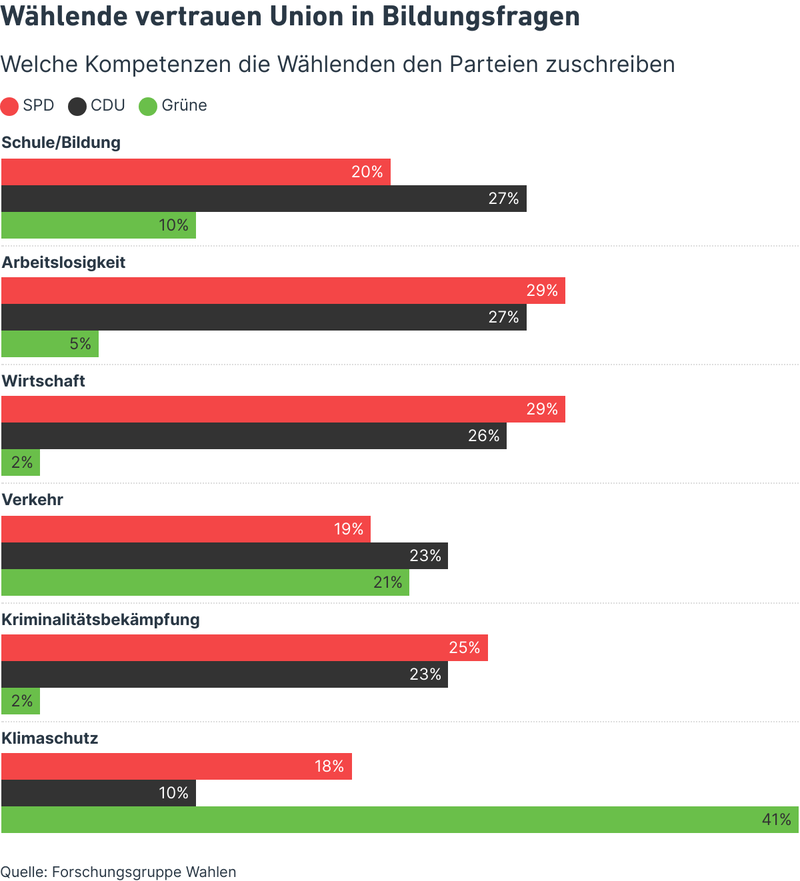 Wählende vertrauen Union in Bildungsfragen
Welche Kompetenzen die Wählenden den Parteien zuschreiben
SPD CDU Grüne
Schule/Bildung
20%
27%
10%
Arbeitslosigkeit
29%
27%
5%
Wirtschaft
29%
26%
2%
Verkehr
19%
23%
21%
Kriminalitätsbekämpfung
25%
23%
2%
Klimaschutz
18%
10%
41%
Quelle: Forschungsgruppe Wahlen